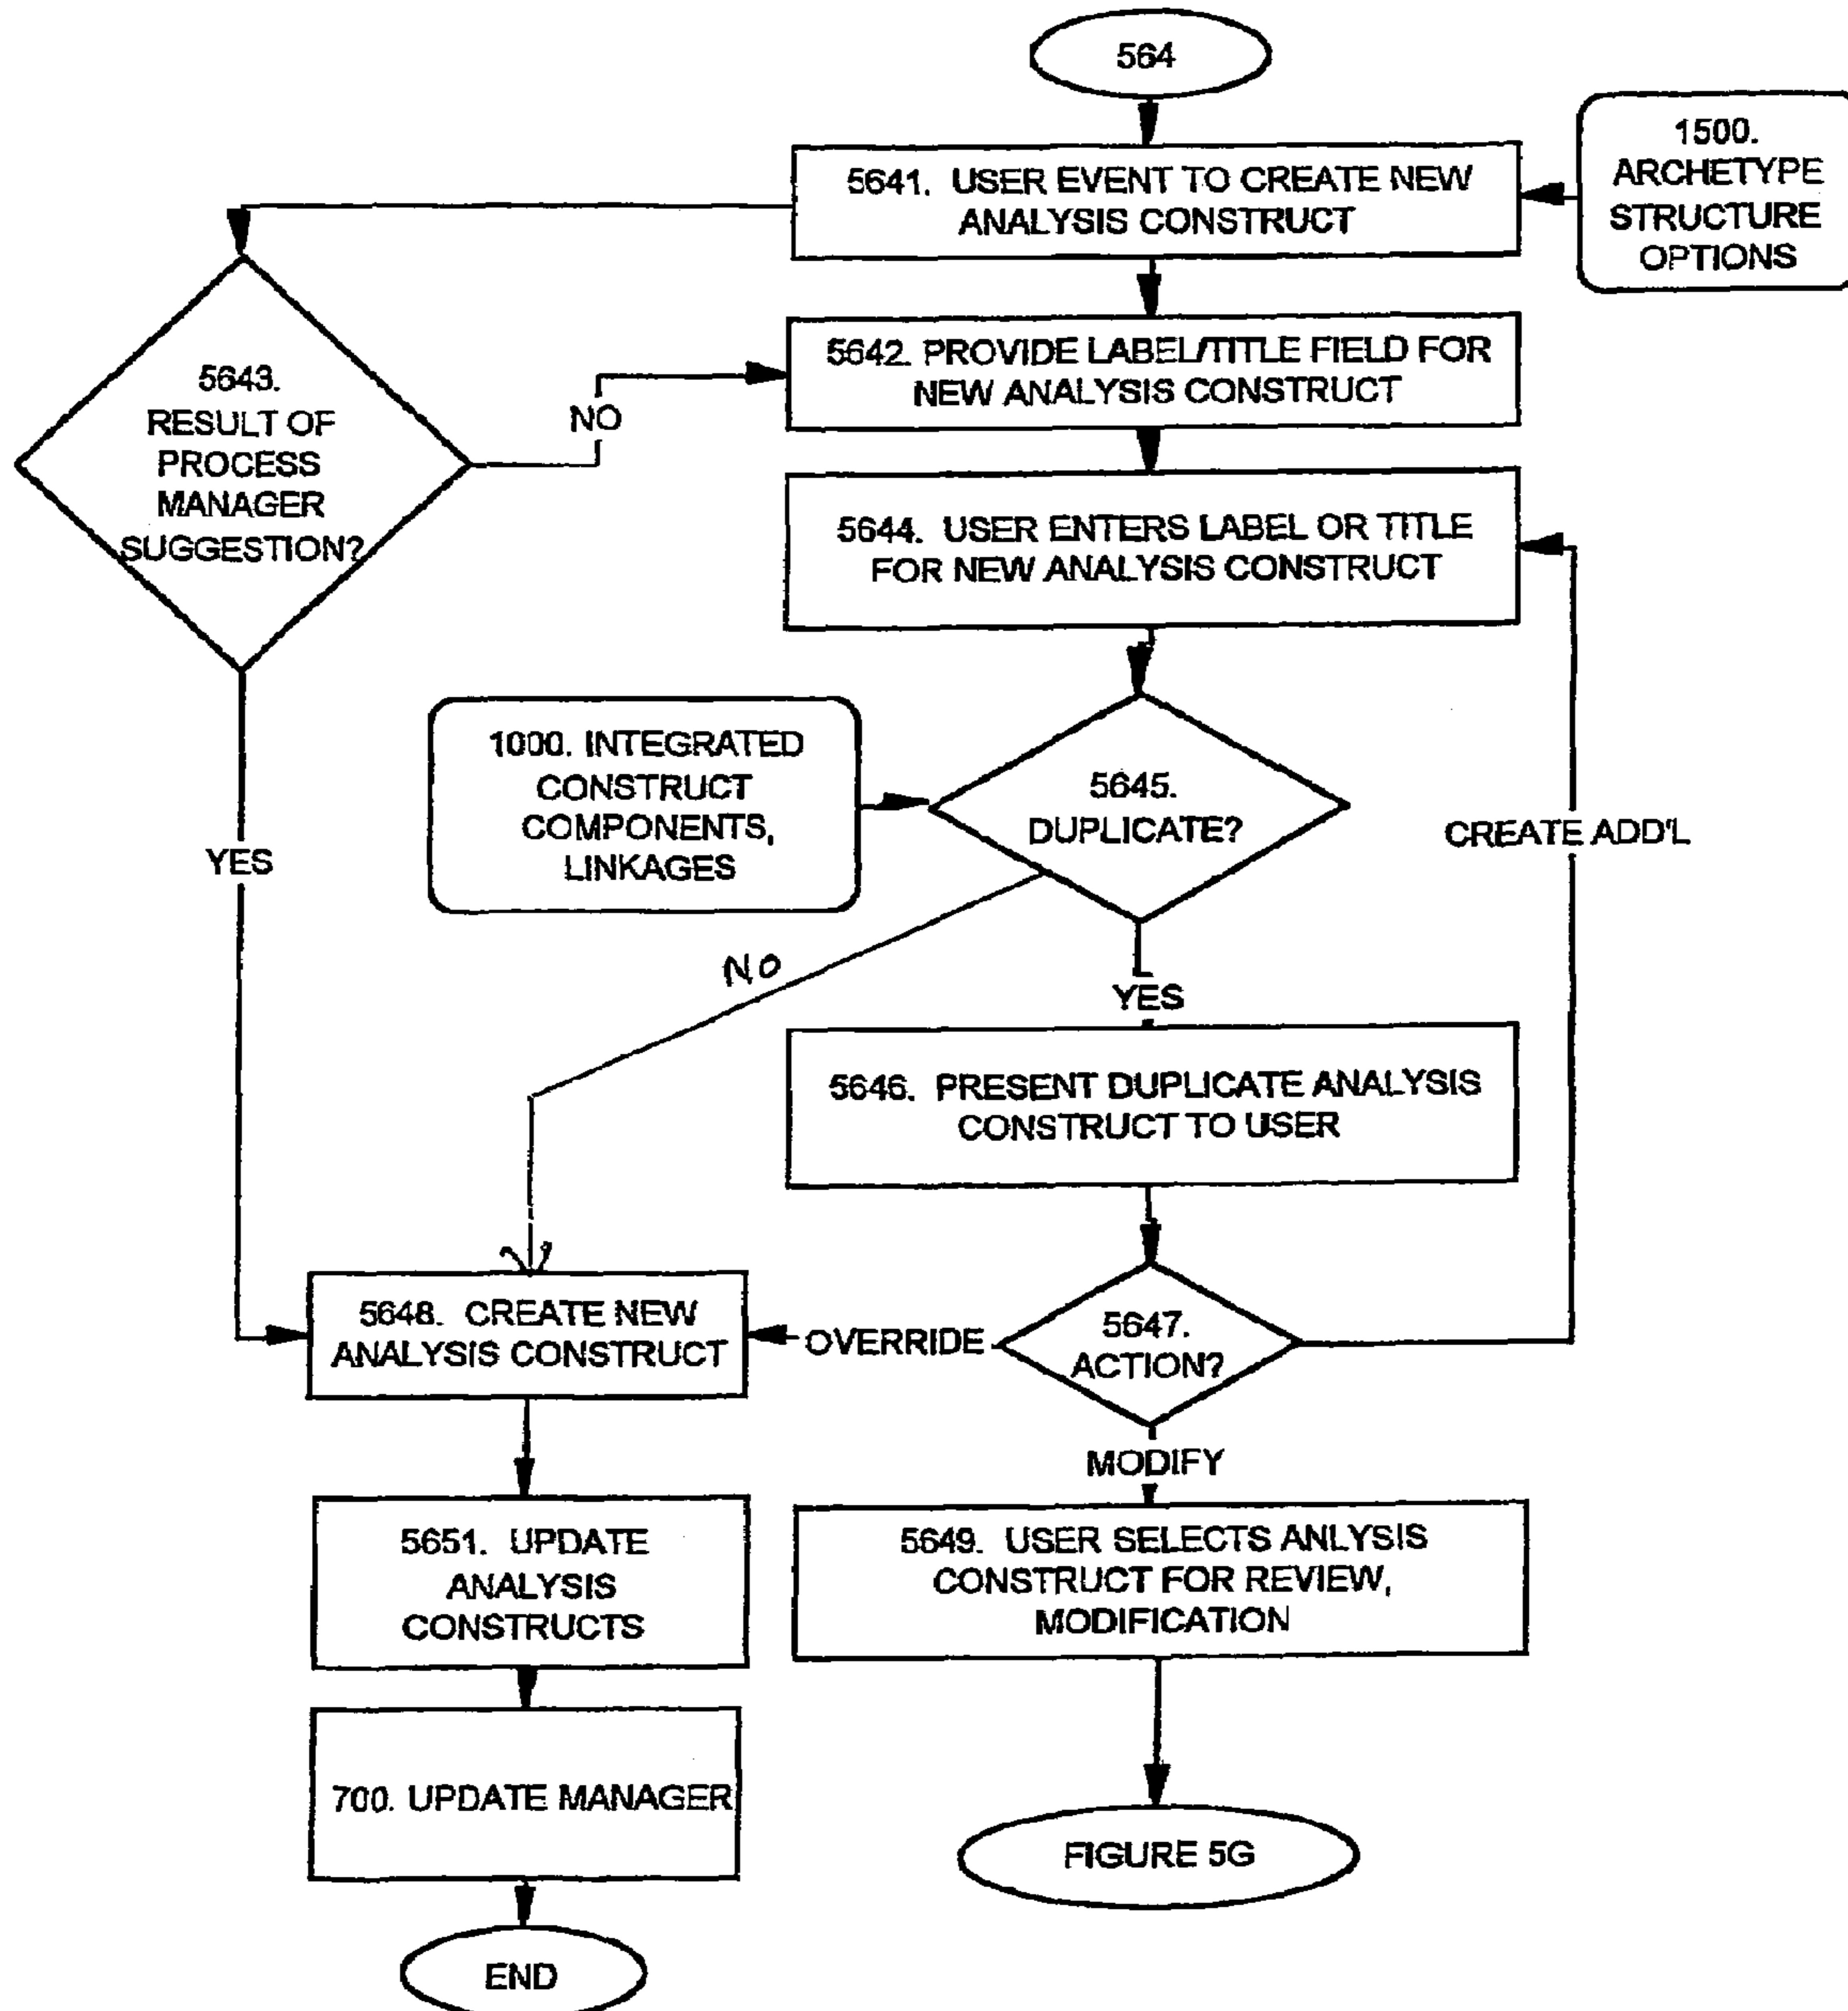 564
1500.
ARCHETYPE
STRUCTURE
OPTIONS
5641. USER EVENT TO CREATE NEW
ANALYSIS CONSTRUCT
5642. PROVIDE LABEL/TITLE FIELD FOR
NEW ANALYSIS CONSTRUCT
5643.
RESULT OF
PROCESS
MANAGER
SUGGESTION?
NO
5644. USER ENTERS LABEL OR TITLE
FOR NEW ANALYSIS CONSTRUCT
1000. INTEGRATED
CONSTRUCT
COMPONENTS,
LINKAGES
5645.
DUPLICATE?
CREATE ADD'L
YES
NO
YES
5646. PRESENT DUPLICATE ANALYSIS
CONSTRUCT TO USER
5648. CREATE NEW
ANALYSIS CONSTRUCT
OVERRIDE
5647.
ACTION?
MODIFY
5651. UPDATE
ANALYSIS
CONSTRUCTS
5649. USER SELECTS ANLYSIS
CONSTRUCT FOR REVIEW,
MODIFICATION
700. UPDATE MANAGER
FIGURE 5G
END